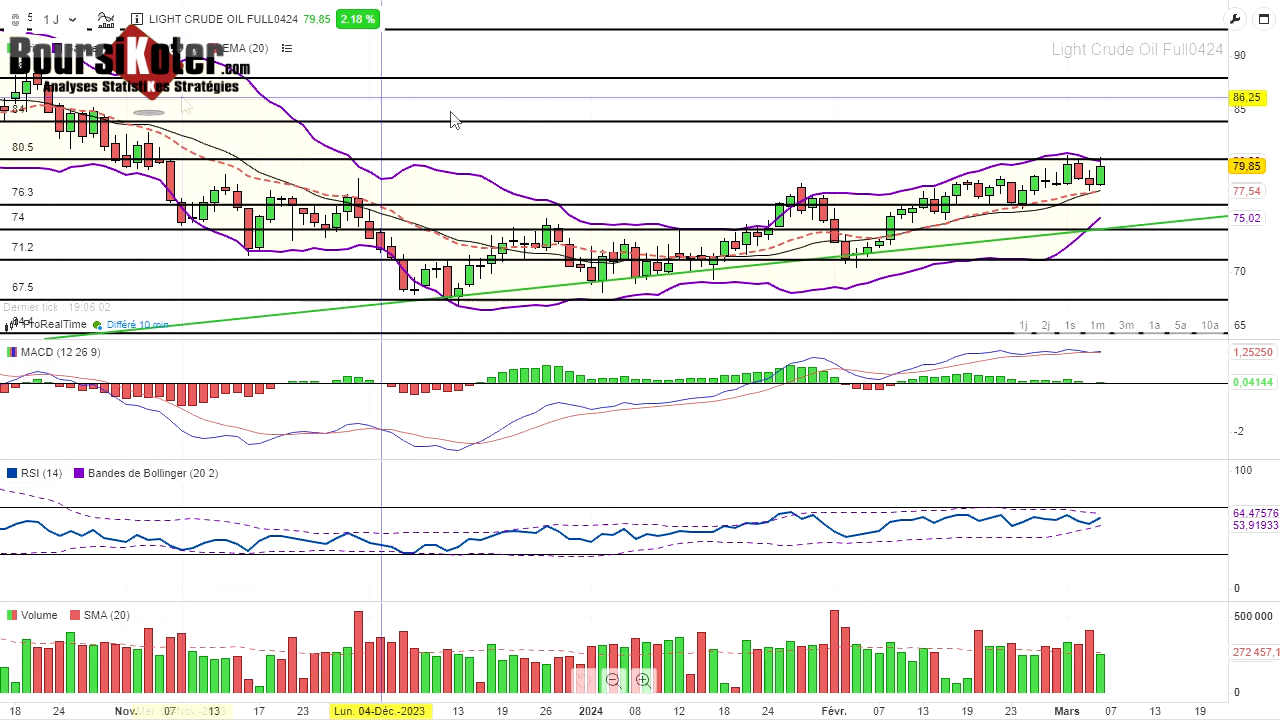 5 1 J LIGHT CRUDE OIL FULL0424 79,85 2.18 %
EMA (20)
BoursiKoter.com
Analyses StatistiKes Stratégies
Light Crude Oil Full0424
90
86,25
85
84
80.5
79,85
76.3
77,54
74
75,02
71.2
70
67.5
Dernier tick : 19:06.02
64.4
ProRealTime Différé 10 min
1j 2j 1s 1m 3m 1a 5a 10a
65
MACD (12 26 9)
1.25250
0,04144
-2
RSI (14) Bandes de Bollinger (20 2)
100
64.47576
53.91933
0
Volume SMA (20)
500 000
272 457,1
0
18 24 Nov. 07 13 17 23 Lun. 04-Déc.-2023 13 19 26 2024 08 12 18 24 Févr. 07 13 19 23 Mars 07 13 19